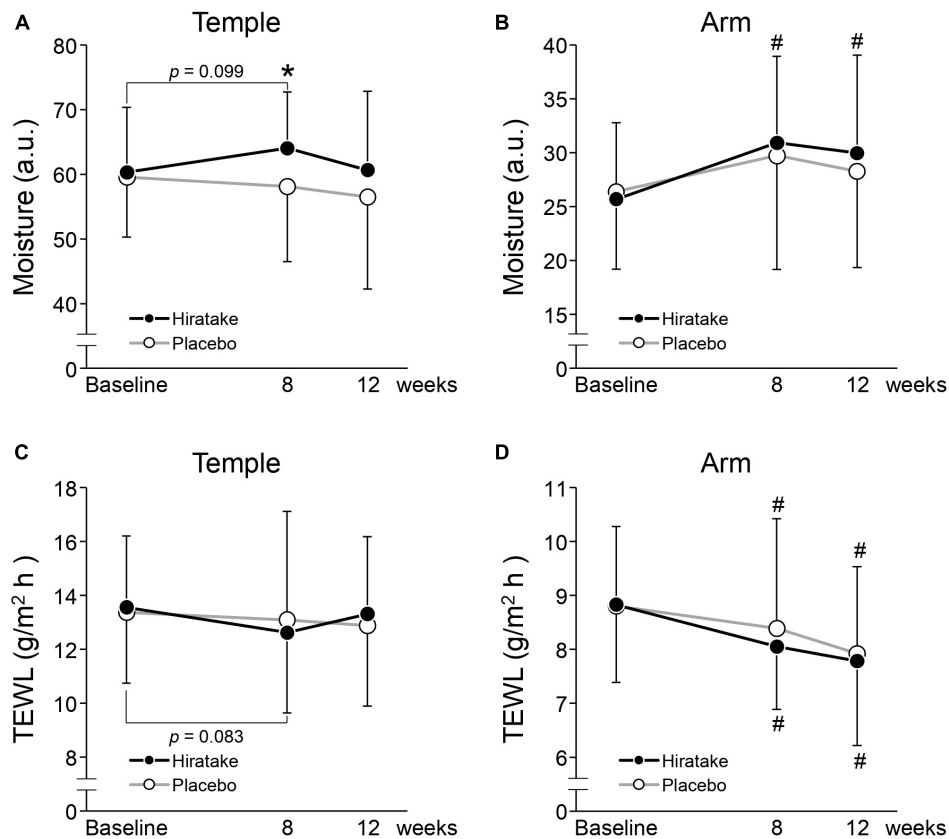 A
Temple
Moisture (a.u.)
80
70
60
50
40
0
p = 0.099
*
Hiratake
Placebo
Baseline 8 12 weeks
B
Arm
Moisture (a.u.)
40
35
30
25
20
15
0
# #
Hiratake
Placebo
Baseline 8 12 weeks
C
Temple
TEWL (g/m² h )
18
16
14
12
10
8
0
p = 0.083
Hiratake
Placebo
Baseline 8 12 weeks
D
Arm
TEWL (g/m² h )
11
10
9
8
7
6
0
#
#
#
#
Hiratake
Placebo
Baseline 8 12 weeks